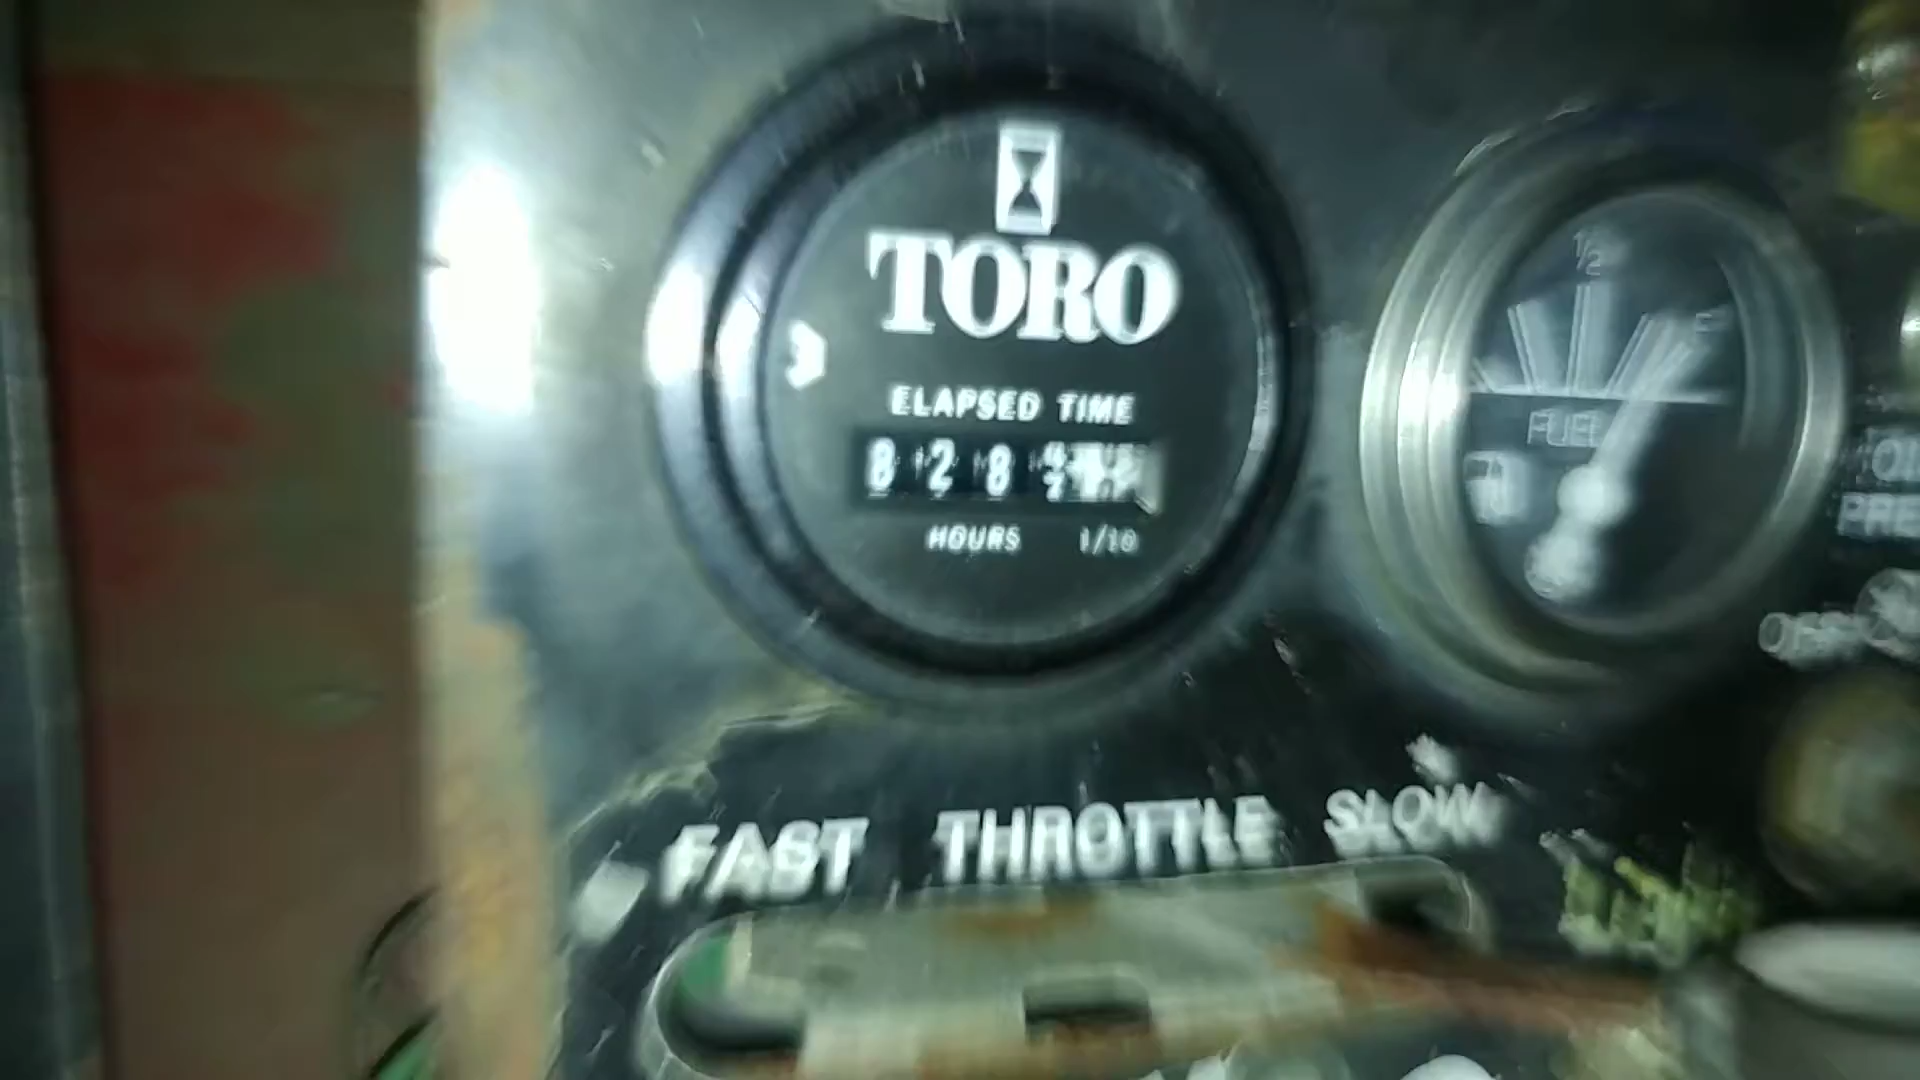 TORO
ELAPSED TIME
8 2 8
HOURS 1/10
1/2
FUEL
FAST THROTTLE SLOW